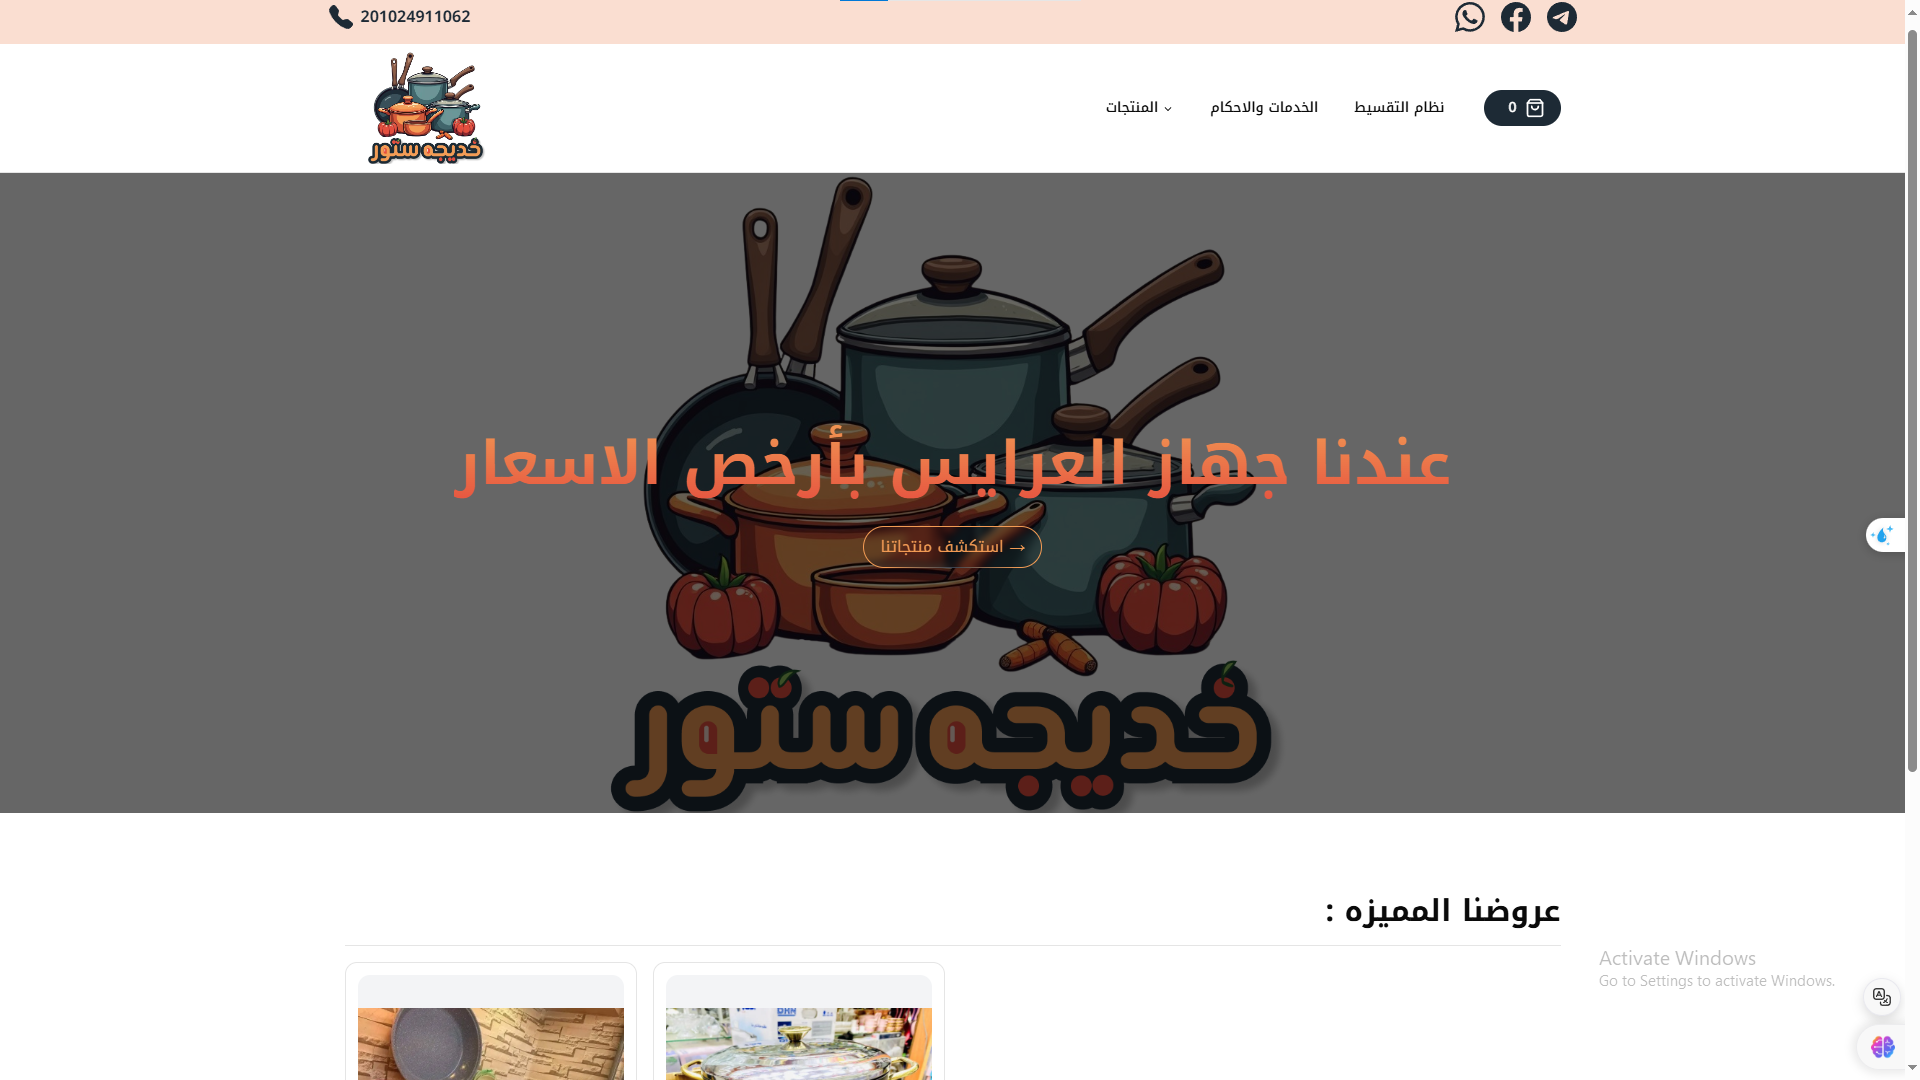 201024911062
خديجه ستور
المنتجات
الخدمات والاحكام
نظام التقسيط
0
عندنا جهاز العرايس بأرخص الاسعار
استكشف منتجاتنا →
خديجه ستور
عروضنا المميزه :
Activate Windows
Go to Settings to activate Windows.